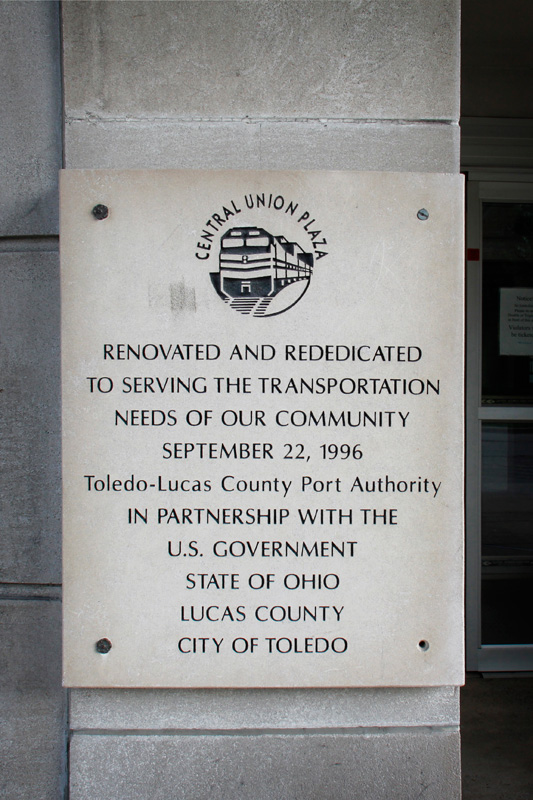 CENTRAL UNION PLAZA
RENOVATED AND REDEDICATED
TO SERVING THE TRANSPORTATION
NEEDS OF OUR COMMUNITY
SEPTEMBER 22, 1996
Toledo-Lucas County Port Authority
IN PARTNERSHIP WITH THE
U.S. GOVERNMENT
STATE OF OHIO
LUCAS COUNTY
CITY OF TOLEDO